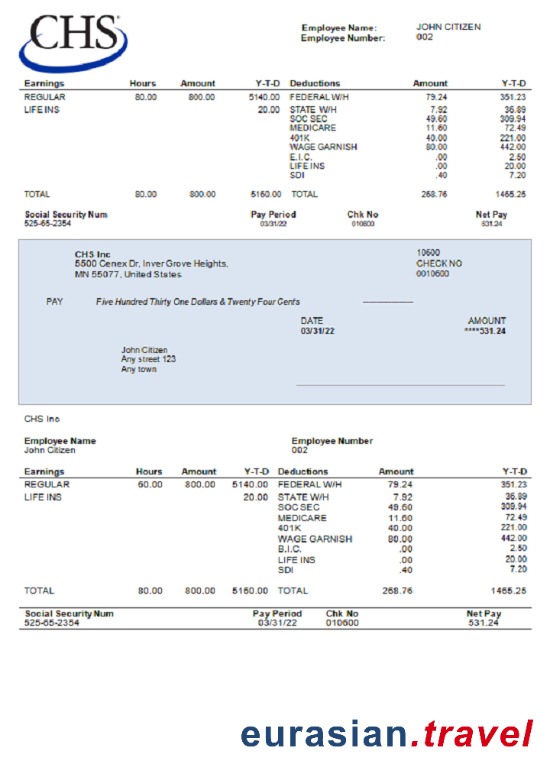 CHS®
Employee Name: JOHN CITIZEN
Employee Number: 002
Earnings Hours Amount Y-T-D Deductions Amount Y-T-D
REGULAR 80.00 800.00 5140.00 FEDERAL W/H 79.24 351.23
LIFE INS 20.00 STATE W/H 7.92 36.89
SOC SEC 49.60 309.94
MEDICARE 11.60 72.49
401K 40.00 221.00
WAGE GARNISH 80.00 442.00
E.I.C. .00 2.50
LIFE INS .00 20.00
SDI .40 7.20
TOTAL 80.00 800.00 5160.00 TOTAL 268.76 1465.25
Social Security Num Pay Period Chk No Net Pay
525-65-2354 03/31/22 010600 531.24
CHS Inc 10600
5500 Cenex Dr, Inver Grove Heights, CHECK NO
MN 55077, United States 0010600
PAY Five Hundred Thirty One Dollars & Twenty Four Cents
DATE AMOUNT
03/31/22 ****531.24
John Citizen
Any street 123
Any town
CHS Inc
Employee Name Employee Number
John Citizen 002
Earnings Hours Amount Y-T-D Deductions Amount Y-T-D
REGULAR 60.00 800.00 5140.00 FEDERAL W/H 79.24 351.23
LIFE INS 20.00 STATE W/H 7.92 36.89
SOC SEC 49.60 309.94
MEDICARE 11.60 72.49
401K 40.00 221.00
WAGE GARNISH 80.00 442.00
B.I.C. .00 2.50
LIFE INS .00 20.00
SDI .40 7.20
TOTAL 80.00 800.00 5160.00 TOTAL 268.76 1465.25
Social Security Num Pay Period Chk No Net Pay
525-65-2354 03/31/22 010600 531.24
eurasian.travel